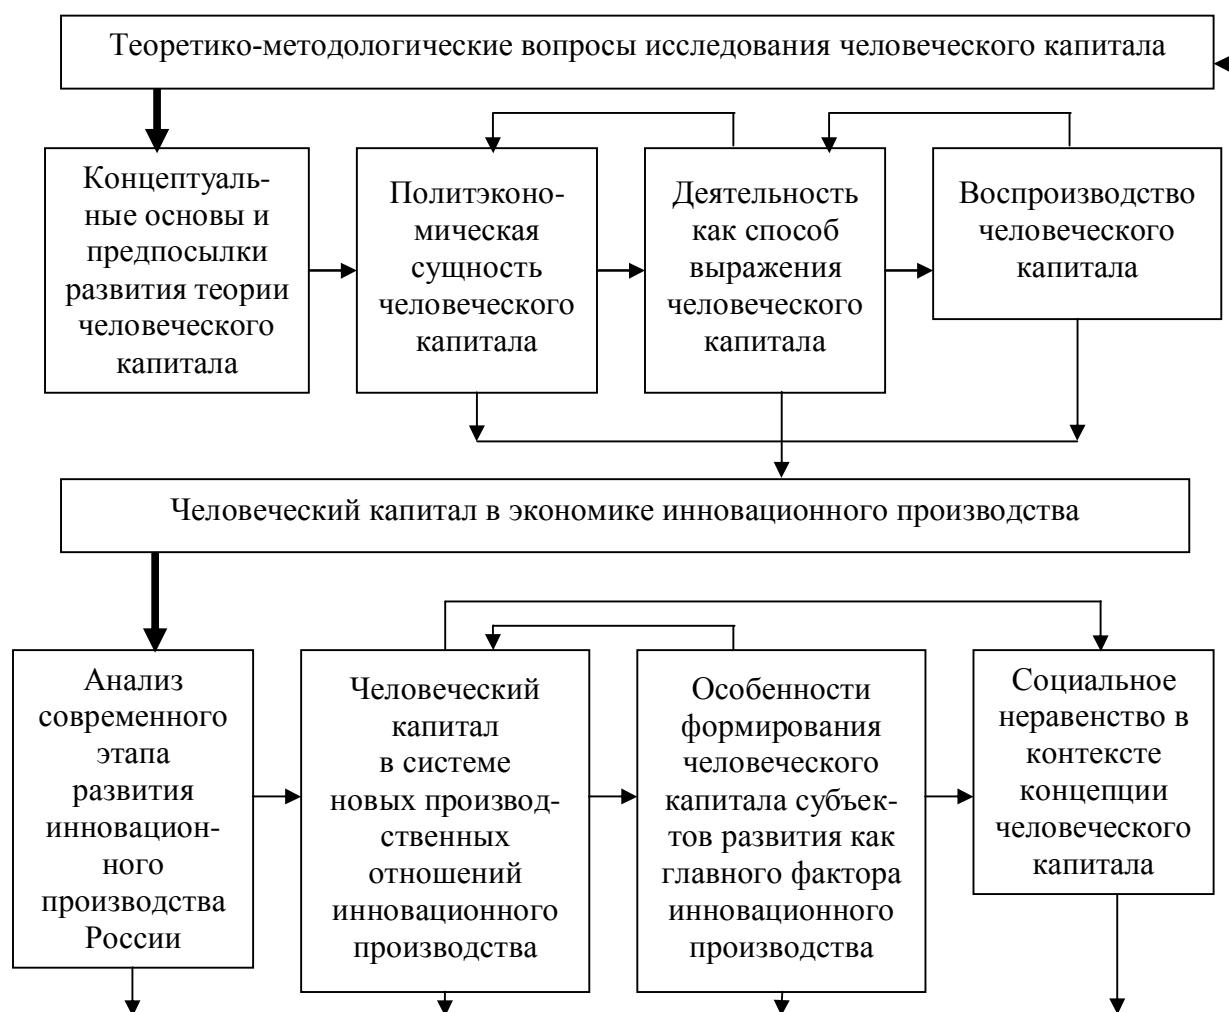 Теоретико-методологические вопросы исследования человеческого капитала
Концептуаль-
ные основы и
предпосылки
развития теории
человеческого
капитала
Политэконо-
мическая
сущность
человеческого
капитала
Деятельность
как способ
выражения
человеческого
капитала
Воспроизводство
человеческого
капитала
Человеческий капитал в экономике инновационного производства
Анализ
современного
этапа
развития
инновацион-
ного
производства
России
Человеческий
капитал
в системе
новых производ-
ственных
отношений
инновационного
производства
Особенности
формирования
человеческого
капитала субъек-
тов развития как
главного фактора
инновационного
производства
Социальное
неравенство в
контексте
концепции
человеческого
капитала